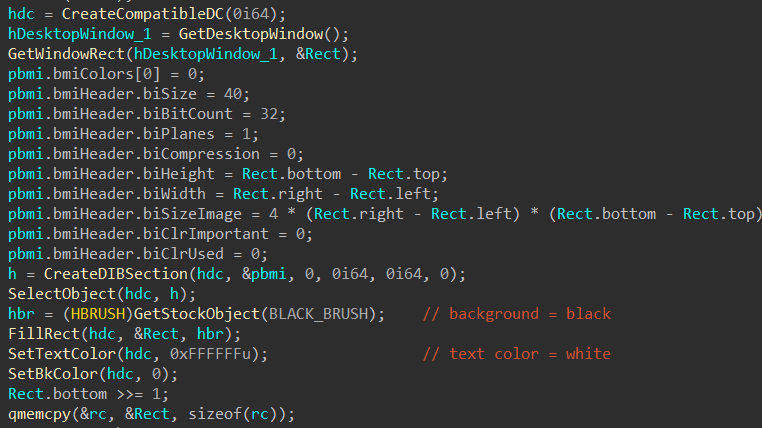 hdc = CreateCompatibleDC(0i64);
hDesktopWindow_1 = GetDesktopWindow();
GetWindowRect(hDesktopWindow_1, &Rect);
pbmi.bmiColors[0] = 0;
pbmi.bmiHeader.biSize = 40;
pbmi.bmiHeader.biBitCount = 32;
pbmi.bmiHeader.biPlanes = 1;
pbmi.bmiHeader.biCompression = 0;
pbmi.bmiHeader.biHeight = Rect.bottom - Rect.top;
pbmi.bmiHeader.biWidth = Rect.right - Rect.left;
pbmi.bmiHeader.biSizeImage = 4 * (Rect.right - Rect.left) * (Rect.bottom - Rect.top)
pbmi.bmiHeader.biClrImportant = 0;
pbmi.bmiHeader.biClrUsed = 0;
h = CreateDIBSection(hdc, &pbmi, 0, 0i64, 0i64, 0);
SelectObject(hdc, h);
hbr = (HBRUSH)GetStockObject(BLACK_BRUSH); // background = black
FillRect(hdc, &Rect, hbr);
SetTextColor(hdc, 0xFFFFFFu); // text color = white
SetBkColor(hdc, 0);
Rect.bottom >>= 1;
qmemcpy(&rc, &Rect, sizeof(rc));